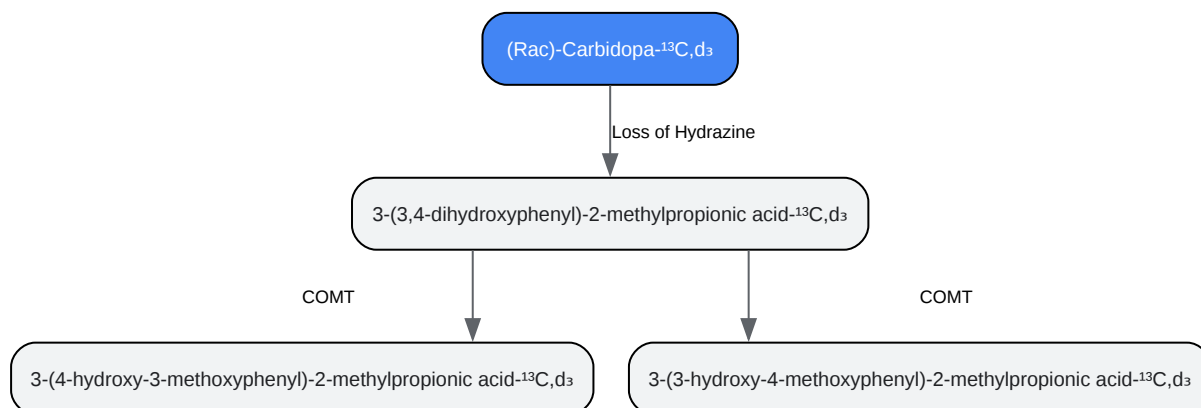 (Rac)-Carbidopa-¹³C,d₃
Loss of Hydrazine
3-(3,4-dihydroxyphenyl)-2-methylpropionic acid-¹³C,d₃
COMT
COMT
3-(4-hydroxy-3-methoxyphenyl)-2-methylpropionic acid-¹³C,d₃
3-(3-hydroxy-4-methoxyphenyl)-2-methylpropionic acid-¹³C,d₃